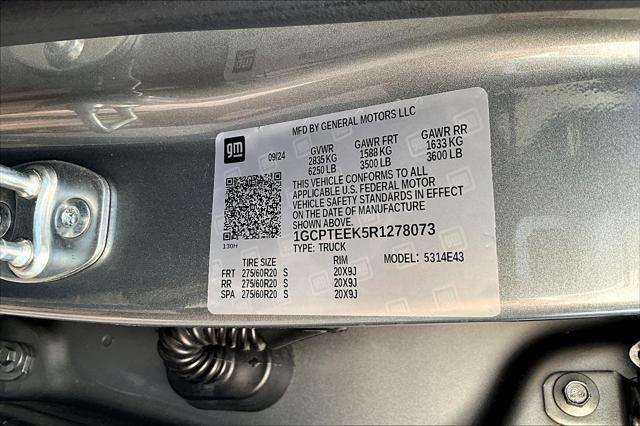 MFD BY GENERAL MOTORS LLC
gm
09/24
GVWR GAWR FRT GAWR RR
2835 KG 1588 KG 1633 KG
6250 LB 3500 LB 3600 LB
THIS VEHICLE CONFORMS TO ALL
APPLICABLE U.S. FEDERAL MOTOR
VEHICLE SAFETY STANDARDS IN EFFECT
ON THE DATE OF MANUFACTURE
SHOWN ABOVE.
130H
1GCPTEEK5R1278073
TYPE: TRUCK
TIRE SIZE RIM MODEL: 5314E43
FRT 275/60R20 S 20X9J
RR 275/60R20 S 20X9J
SPA 275/60R20 S 20X9J